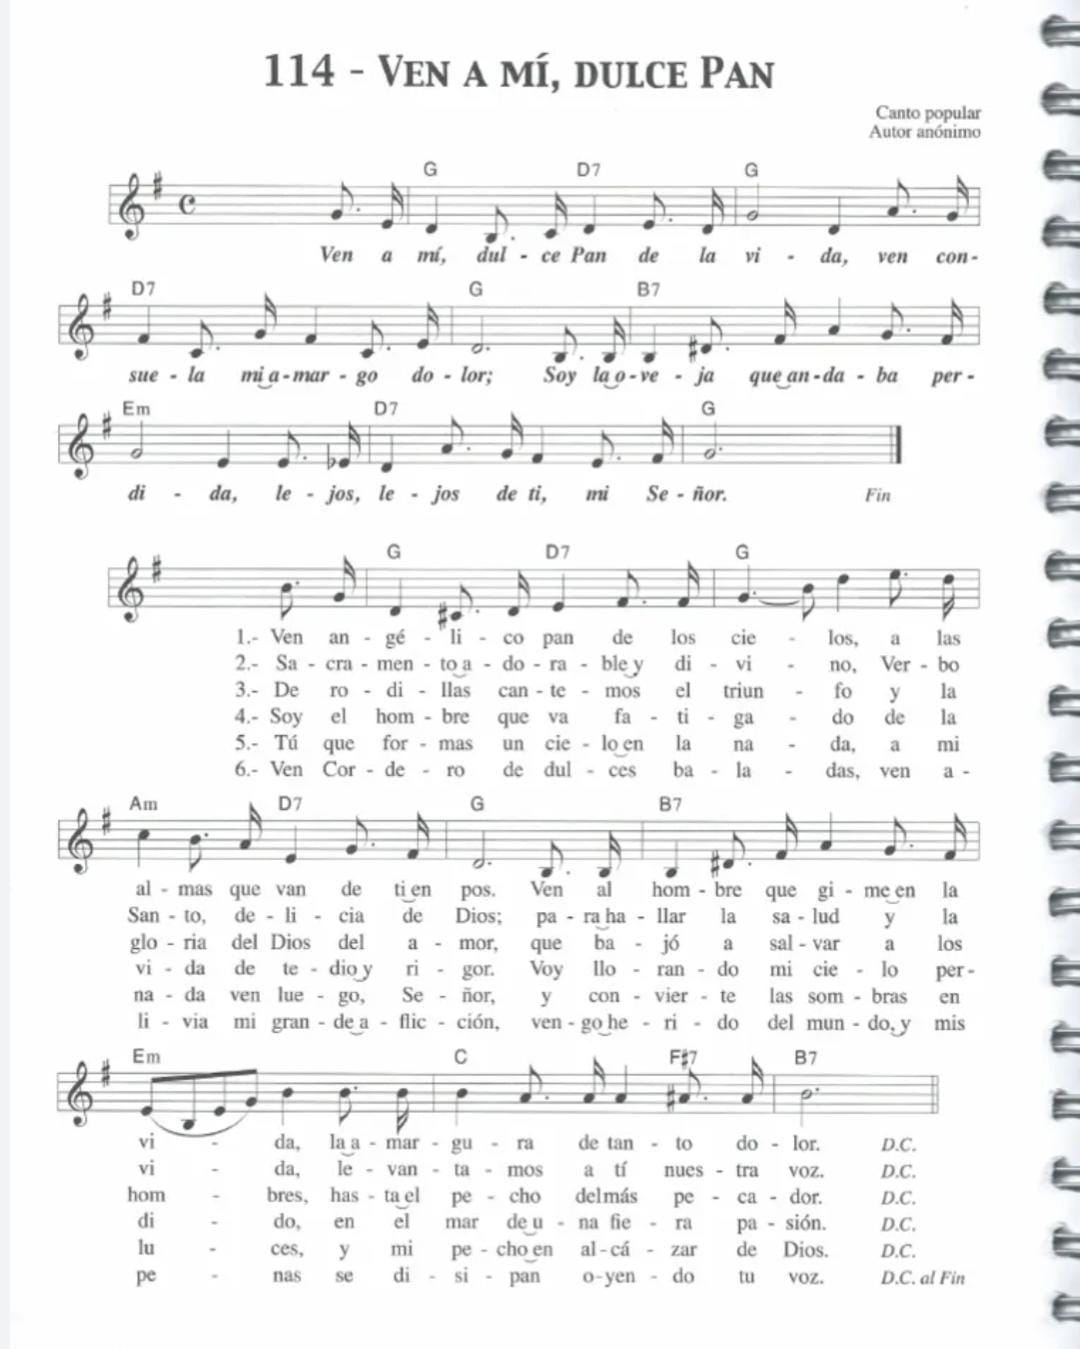 114 - VEN A MÍ, DULCE PAN
Canto popular
Autor anónimo
G D7 G
Ven a mí, dul - ce Pan de la vi - da, ven con-
D7 G B7
sue - la mi a - mar - go do - lor; Soy la o - ve - ja que an - da - ba per -
Em D7 G
di - da, le - jos, le - jos de ti, mi Se - ñor. Fin
G D7 G
1.- Ven an - gé - li - co pan de los cie - los, a las
2.- Sa - cra - men - to a - do - ra - ble y di - vi - no, Ver - bo
3.- De ro - di - llas can - te - mos el triun - fo y la
4.- Soy el hom - bre que va fa - ti - ga - do de la
5.- Tú que for - mas un cie - lo en la na - da, a mi
6.- Ven Cor - de - ro de dul - ces ba - la - das, ven a -
Am D7 G B7
al - mas que van de ti en pos. Ven al hom - bre que gi - me en la
San - to, de - li - cia de Dios; pa - ra ha - llar la sa - lud y la
glo - ria del Dios del a - mor, que ba - jó a sal - var a los
vi - da de te - dio y ri - gor. Voy llo - ran - do mi cie - lo per -
na - da ven lue - go, Se - ñor, y con - vier - te las som - bras en
li - via mi gran - de a - flic - ción, ven - go he - ri - do del mun - do, y mis
Em C F#7 B7
vi - da, la a - mar - gu - ra de tan - to do - lor. D.C.
vi - da, le - van - ta - mos a tí nues - tra voz. D.C.
hom - bres, has - ta el pe - cho delmás pe - ca - dor. D.C.
di - do, en el mar de u - na fie - ra pa - sión. D.C.
lu - ces, y mi pe - cho en al - cá - zar de Dios. D.C.
pe - nas se di - si - pan o-yen - do tu voz. D.C. al Fin